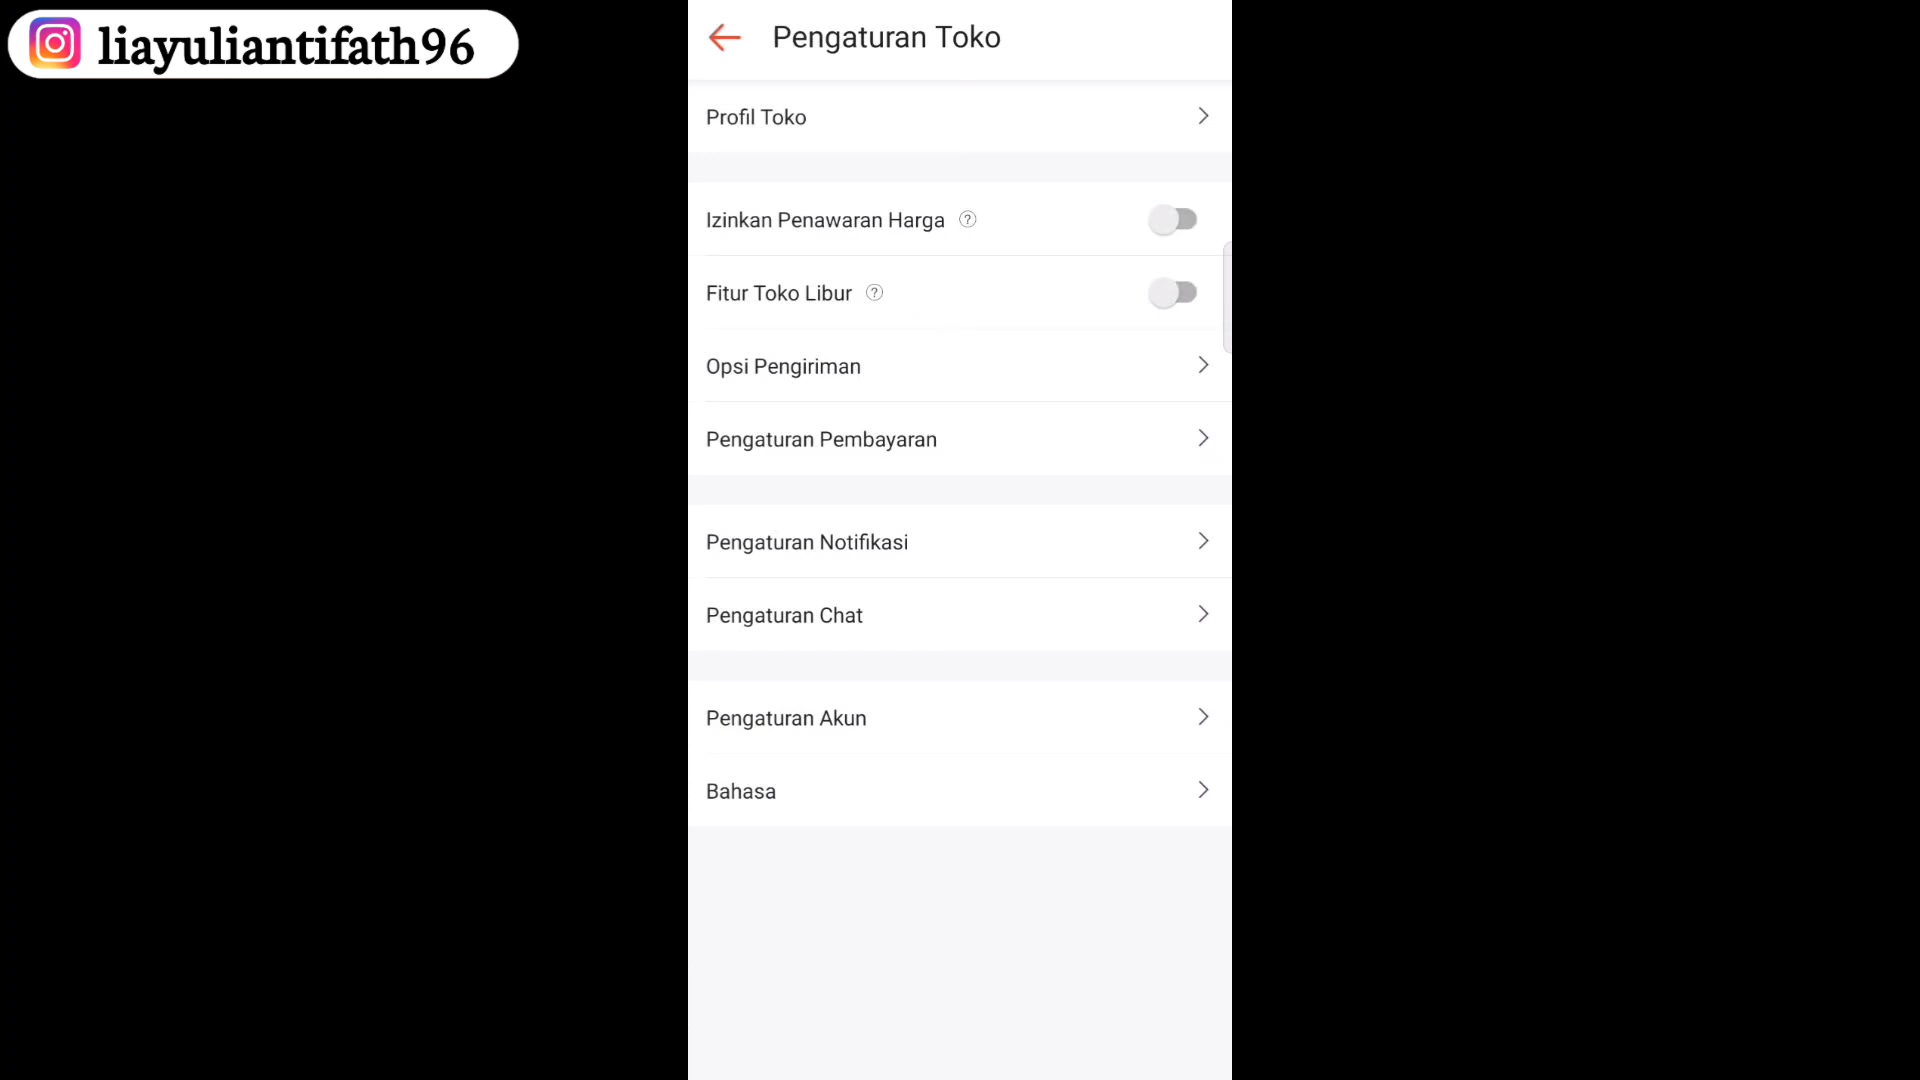 liayuliantifath96
Pengaturan Toko
Profil Toko
Izinkan Penawaran Harga ?
Fitur Toko Libur ?
Opsi Pengiriman
Pengaturan Pembayaran
Pengaturan Notifikasi
Pengaturan Chat
Pengaturan Akun
Bahasa